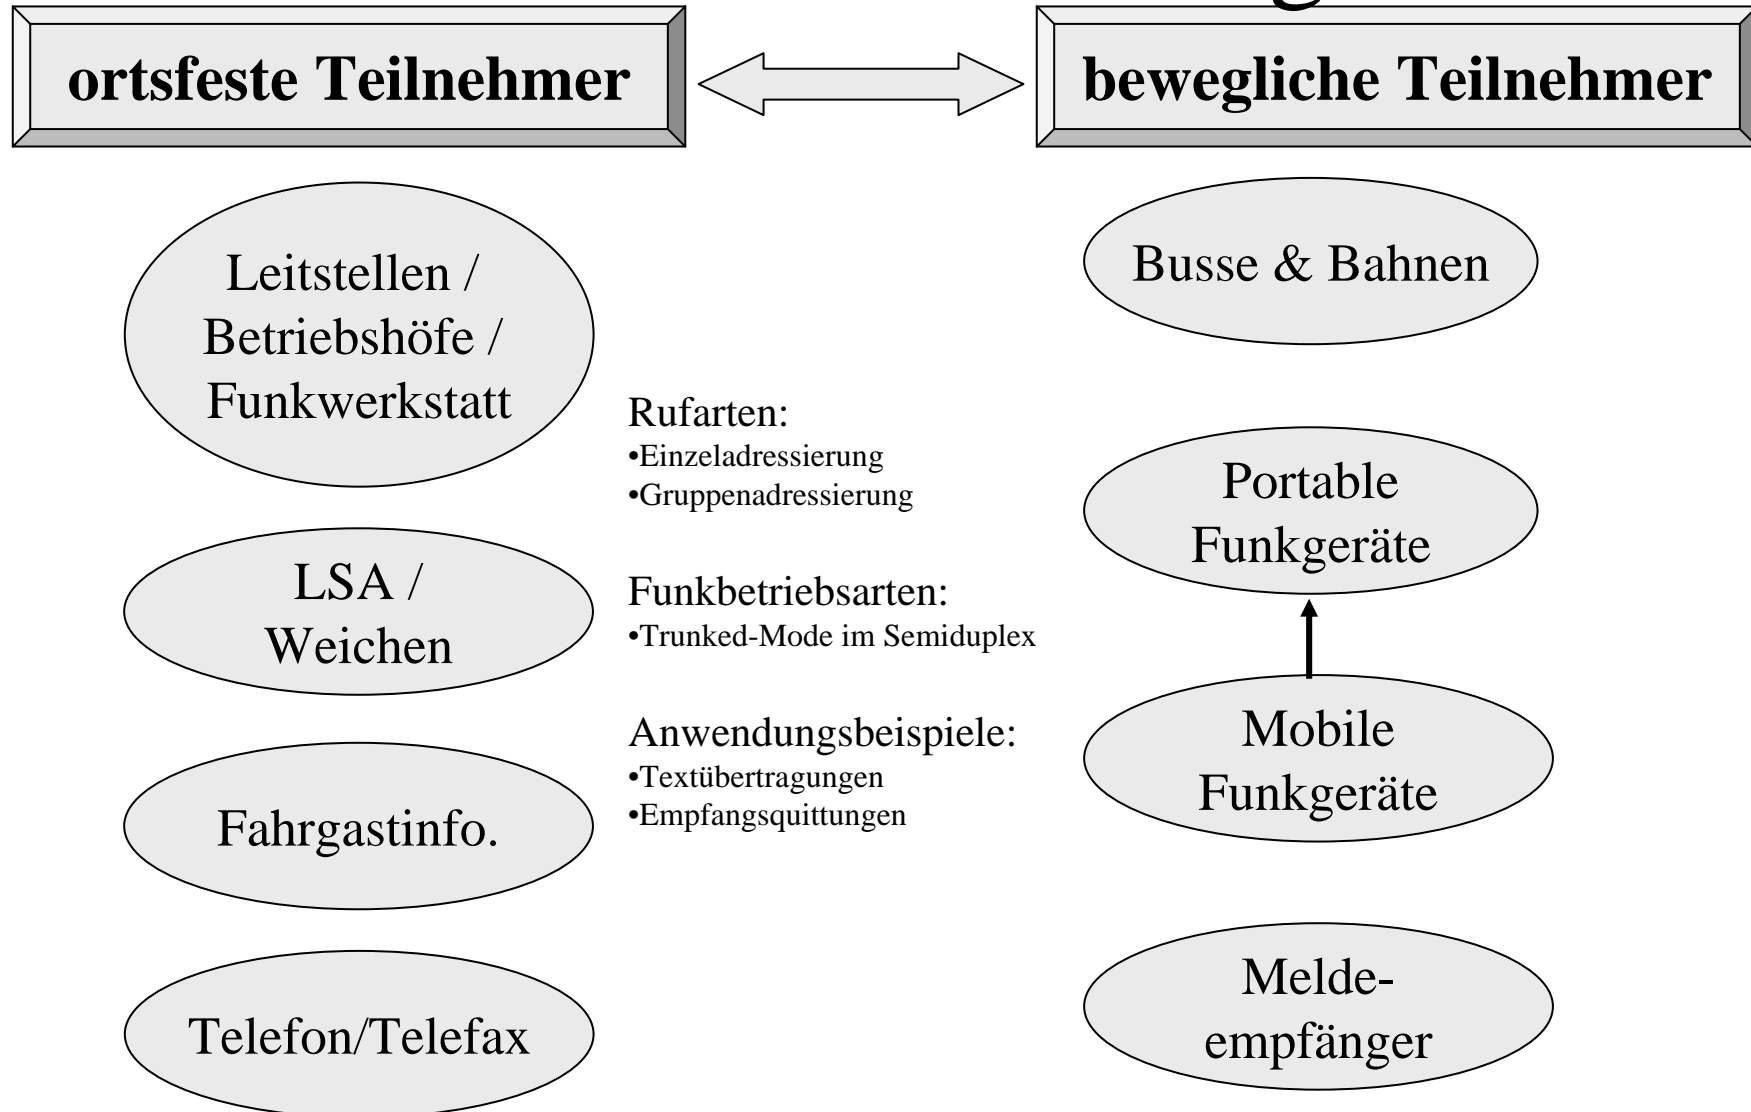 ortsfeste Teilnehmer
bewegliche Teilnehmer
Leitstellen /
Betriebshöfe /
Funkwerkstatt
LSA /
Weichen
Fahrgastinfo.
Telefon/Telefax
Rufarten:
•Einzeladressierung
•Gruppenadressierung
Funkbetriebsarten:
•Trunked-Mode im Semiduplex
Anwendungsbeispiele:
•Textübertragungen
•Empfangsquittungen
Busse & Bahnen
Portable
Funkgeräte
Mobile
Funkgeräte
Melde-
empfänger